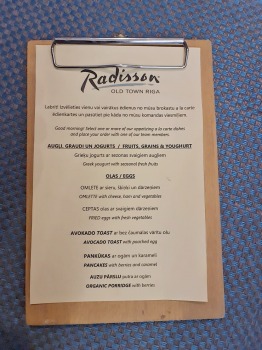 Radisson
OLD TOWN RIGA
Labrīt! Izvēlieties vienu vai vairākus ēdienus no mūsu brokastu a la carte
ēdienkartes un pasūtiet pie kāda no mūsu komandas viesmīļiem
Good morning! Select one or more of our appetizing a la carte dishes
and place your order with one of our team members.
AUGĻI, GRAUDI UN JOGURTS / FRUITS, GRAINS & YOUGHURT
Grieķu jogurts ar sezonas svaigiem augļiem
Greek yogurt with seasonal fresh fruits
OLAS / EGGS
OMLETE ar sieru, šķiņķi un dārzeņiem
OMLETTE with cheese, ham and vegetables
CEPTAS olas ar svaigiem dārzeņiem
FRIED eggs with fresh vegetables
AVOKADO TOAST ar bez čaumalas vārītu olu
AVOCADO TOAST with poached egg
PANKŪKAS ar ogām un karameli
PANCAKES with berries and caramel
AUZU PĀRSLU putra ar ogām
ORGANIC PORRIDGE with berries